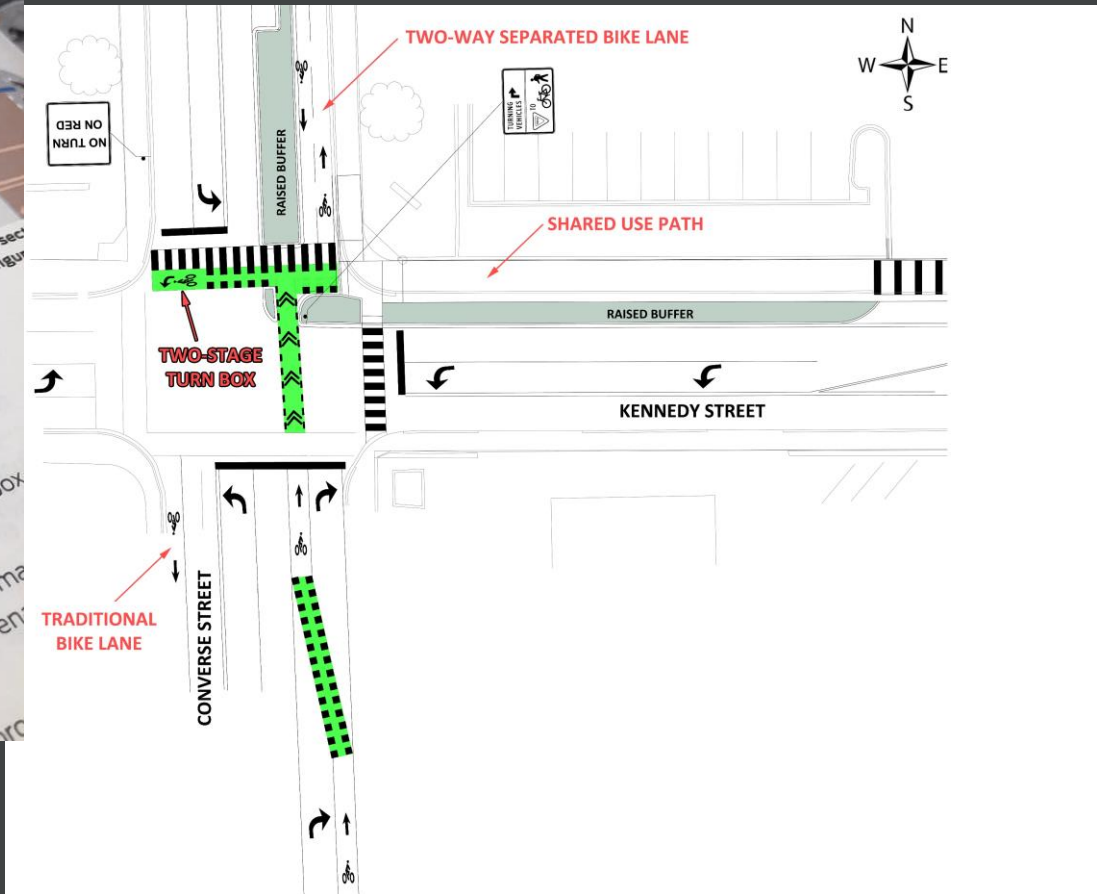 TWO-WAY SEPARATED BIKE LANE
N
W E
S
NO TURN
ON RED
TURNING
VEHICLES
TO
RAISED BUFFER
SHARED USE PATH
RAISED BUFFER
TWO-STAGE
TURN BOX
KENNEDY STREET
TRADITIONAL
BIKE LANE
CONVERSE STREET